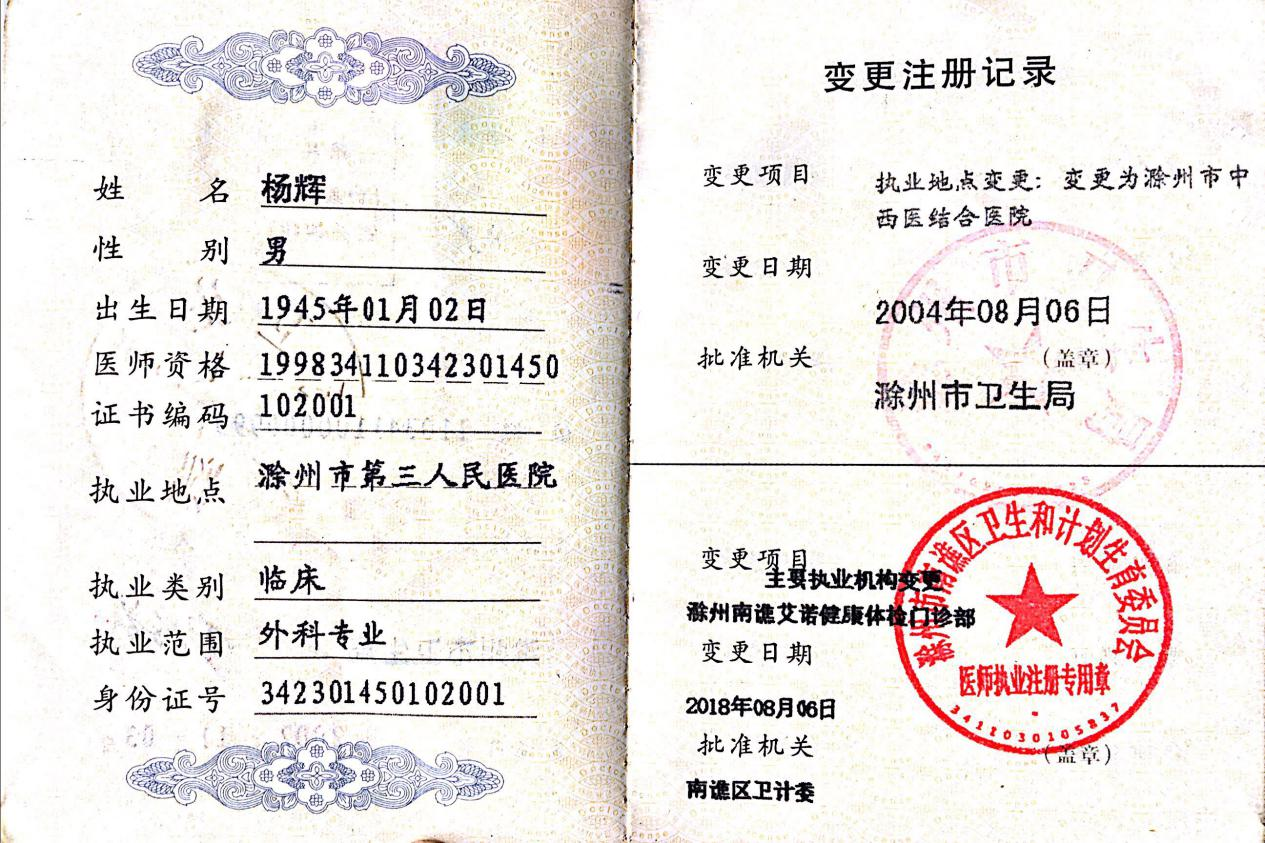 姓名 杨辉
性别 男
出生日期 1945年01月02日
医师资格 199834110342301450
证书编码 102001
执业地点 滁州市第三人民医院
执业类别 临床
执业范围 外科专业
身份证号 342301450102001
变更注册记录
变更项目 执业地点变更：变更为滁州市中
西医结合医院
变更日期
2004年08月06日
批准机关 （盖章）
滁州市卫生局
变更项目
主要执业机构变更
滁州南谯艾诺健康体检门诊部
变更日期
2018年08月06日
批准机关 （盖章）
南谯区卫计委
滁州市南谯区卫生和计划生育委员会
医师执业注册专用章
3411030105837